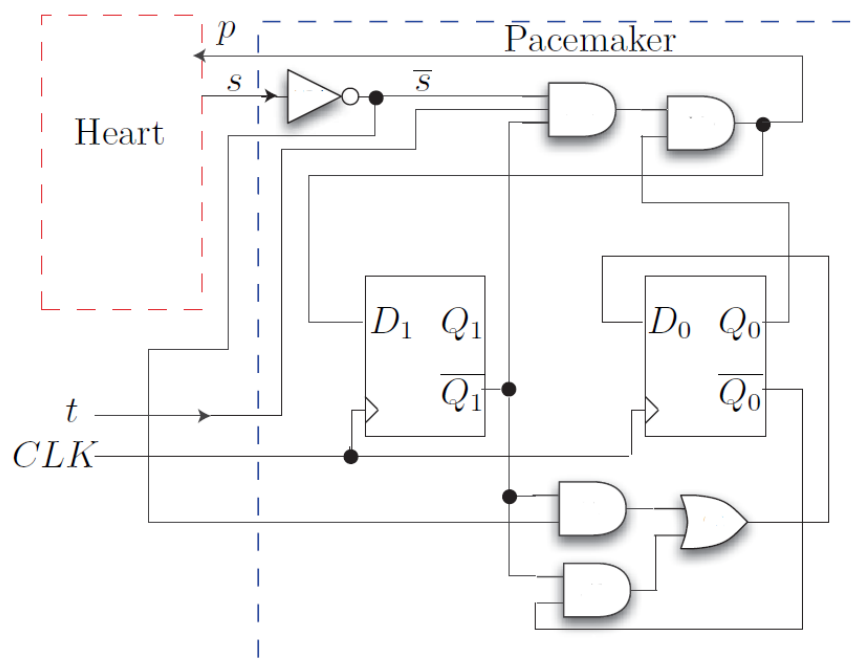 p
Pacemaker
s
s̅
Heart
D₁ Q₁
D₀ Q₀
Q̅₁
Q̅₀
t
CLK